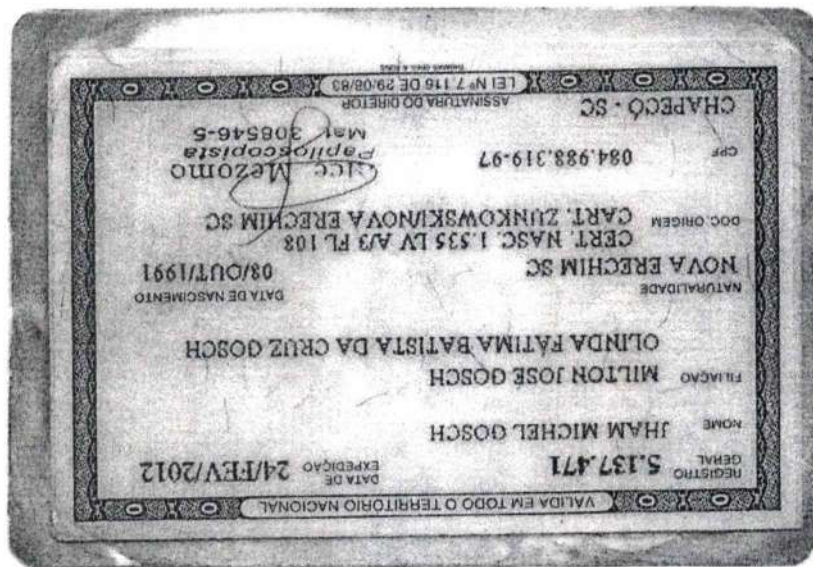 VÁLIDA EM TODO O TERRITÓRIO NACIONAL
REGISTRO GERAL 5.137.471 DATA DE EXPEDIÇÃO 24/FEV/2012
NOME JHAM MICHEL GOSCH
FILIAÇÃO MILTON JOSÉ GOSCH
OLINDA FÁTIMA BATISTA DA CRUZ GOSCH
NATURALIDADE DATA DE NASCIMENTO
NOVA ERECHIM SC 08/OUT/1991
CERT. NASC. 1.535 LV A/3 FL 108
DOC. ORIGEM CART. ZUNKOWSKI/NOVA ERECHIM SC
CPF 084.988.319-97
Mezomo
Papiloscopista
Mat 308546-5
CHAPECÓ - SC
ASSINATURA DO DIRETOR
LEI Nº 7.116 DE 29/08/83